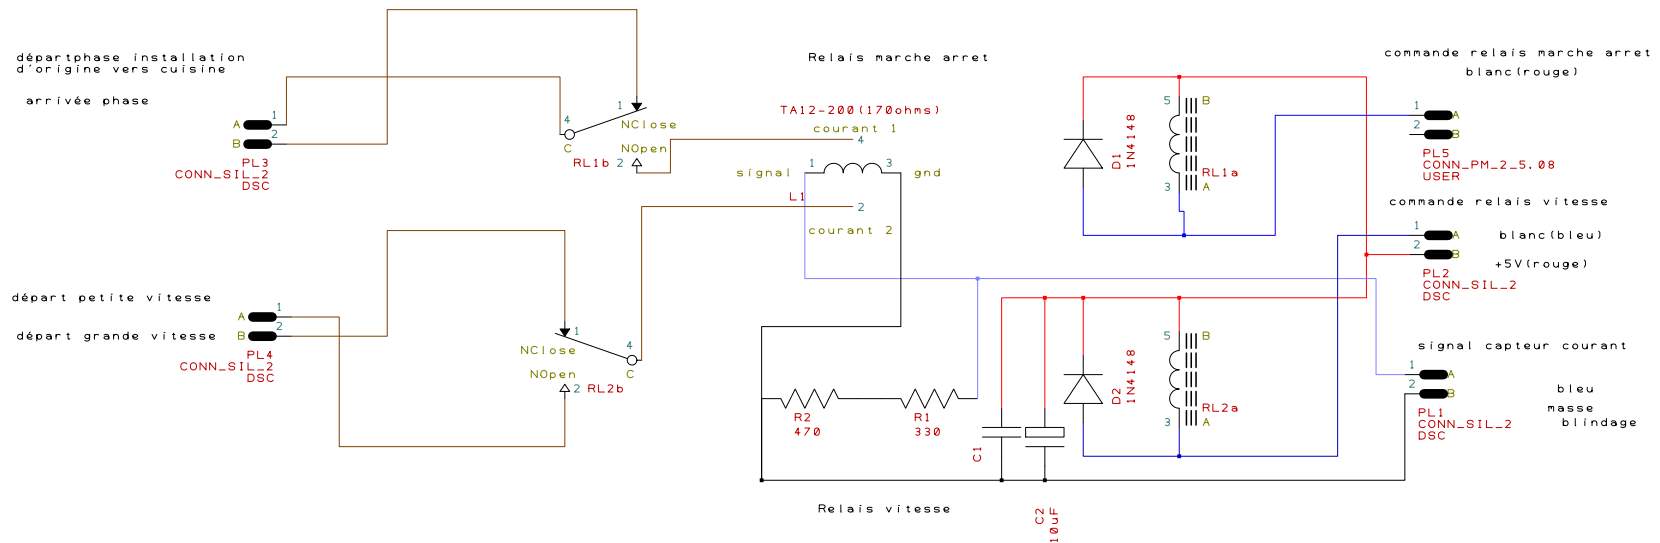 départphase installation
d'origine vers cuisine
arrivée phase
A 1
B 2
PL3
CONN_SIL_2
DSC
4
C
1
NClose
NOpen
RL1b 2
Relais marche arret
TA12-200(170ohms)
courant 1
4
signal 1 3 gnd
L1
2
courant 2
D1
1N4148
5 B
RL1a
3 A
commande relais marche arret
blanc(rouge)
1 A
2 B
PL5
CONN_PM_2_5.08
USER
commande relais vitesse
1 A blanc(bleu)
2 B +5V(rouge)
PL2
CONN_SIL_2
DSC
départ petite vitesse
départ grande vitesse
A 1
B 2
PL4
CONN_SIL_2
DSC
1
NClose
4
C
NOpen
2 RL2b
R2
470
R1
330
C1
C2
10uF
D2
1N4148
5 B
RL2a
3 A
signal capteur courant
1 A
2 B
PL1
CONN_SIL_2
DSC
bleu
masse
blindage
Relais vitesse